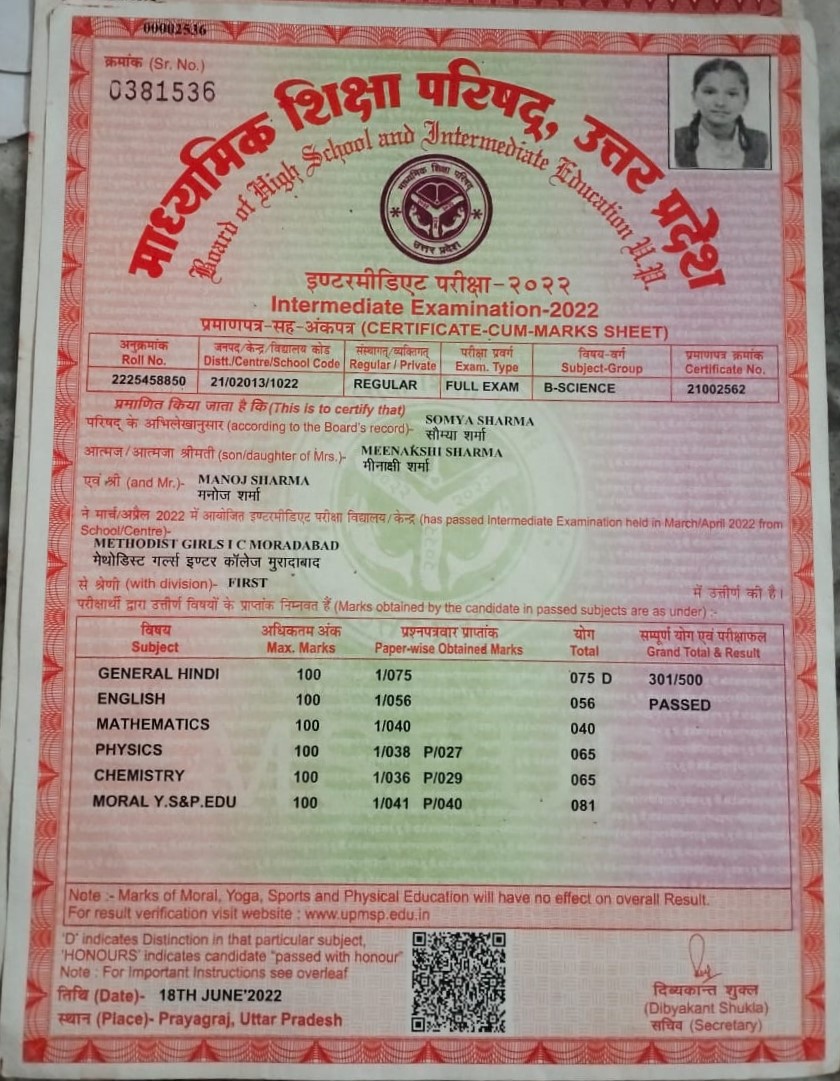 00002536
क्रमांक (Sr. No.)
0381536
माध्यमिक शिक्षा परिषद्, उत्तर प्रदेश
Board of High School and Intermediate Education U.P.
माध्यमिक शिक्षा परिषद्
उत्तर प्रदेश
इण्टरमीडिएट परीक्षा-२०२२
Intermediate Examination-2022
प्रमाणपत्र-सह-अंकपत्र (CERTIFICATE-CUM-MARKS SHEET)
अनुक्रमांक जनपद/केन्द्र/विद्यालय कोड संस्थागत/व्यक्तिगत परीक्षा प्रवर्ग विषय-वर्ग प्रमाणपत्र क्रमांक
Roll No. Distt./Centre/School Code Regular / Private Exam. Type Subject-Group Certificate No.
2225458850 21/02013/1022 REGULAR FULL EXAM B-SCIENCE 21002562
प्रमाणित किया जाता है कि (This is to certify that)
परिषद के अभिलेखानुसार (according to the Board's record)- SOMYA SHARMA
सौम्या शर्मा
आत्मज/आत्मजा श्रीमती (son/daughter of Mrs.)- MEENAKSHI SHARMA
मीनाक्षी शर्मा
एवं श्री (and Mr.)- MANOJ SHARMA
मनोज शर्मा
ने मार्च/अप्रैल 2022 में आयोजित इण्टरमीडिएट परीक्षा विद्यालय/केन्द्र (has passed Intermediate Examination held in March/April 2022 from
School/Centre)-
METHODIST GIRLS I C MORADABAD
मेथोडिस्ट गर्ल्स इण्टर कॉलेज मुरादाबाद
से श्रेणी (with division)- FIRST में उत्तीर्ण की है।
परीक्षार्थी द्वारा उत्तीर्ण विषयों के प्राप्तांक निम्नवत हैं (Marks obtained by the candidate in passed subjects are as under) :-
विषय अधिकतम अंक प्रश्नपत्रवार प्राप्तांक योग सम्पूर्ण योग एवं परीक्षाफल
Subject Max. Marks Paper-wise Obtained Marks Total Grand Total & Result
GENERAL HINDI 100 1/075 075 D 301/500
ENGLISH 100 1/056 056 PASSED
MATHEMATICS 100 1/040 040
PHYSICS 100 1/038 P/027 065
CHEMISTRY 100 1/036 P/029 065
MORAL Y.S&P.EDU 100 1/041 P/040 081
Note :- Marks of Moral, Yoga, Sports and Physical Education will have no effect on overall Result.
For result verification visit website : www.upmsp.edu.in
'D' indicates Distinction in that particular subject,
'HONOURS' indicates candidate "passed with honour"
Note : For Important Instructions see overleaf
तिथि (Date)- 18TH JUNE'2022
स्थान (Place)- Prayagraj, Uttar Pradesh
दिब्यकान्त शुक्ल
(Dibyakant Shukla)
सचिव (Secretary)